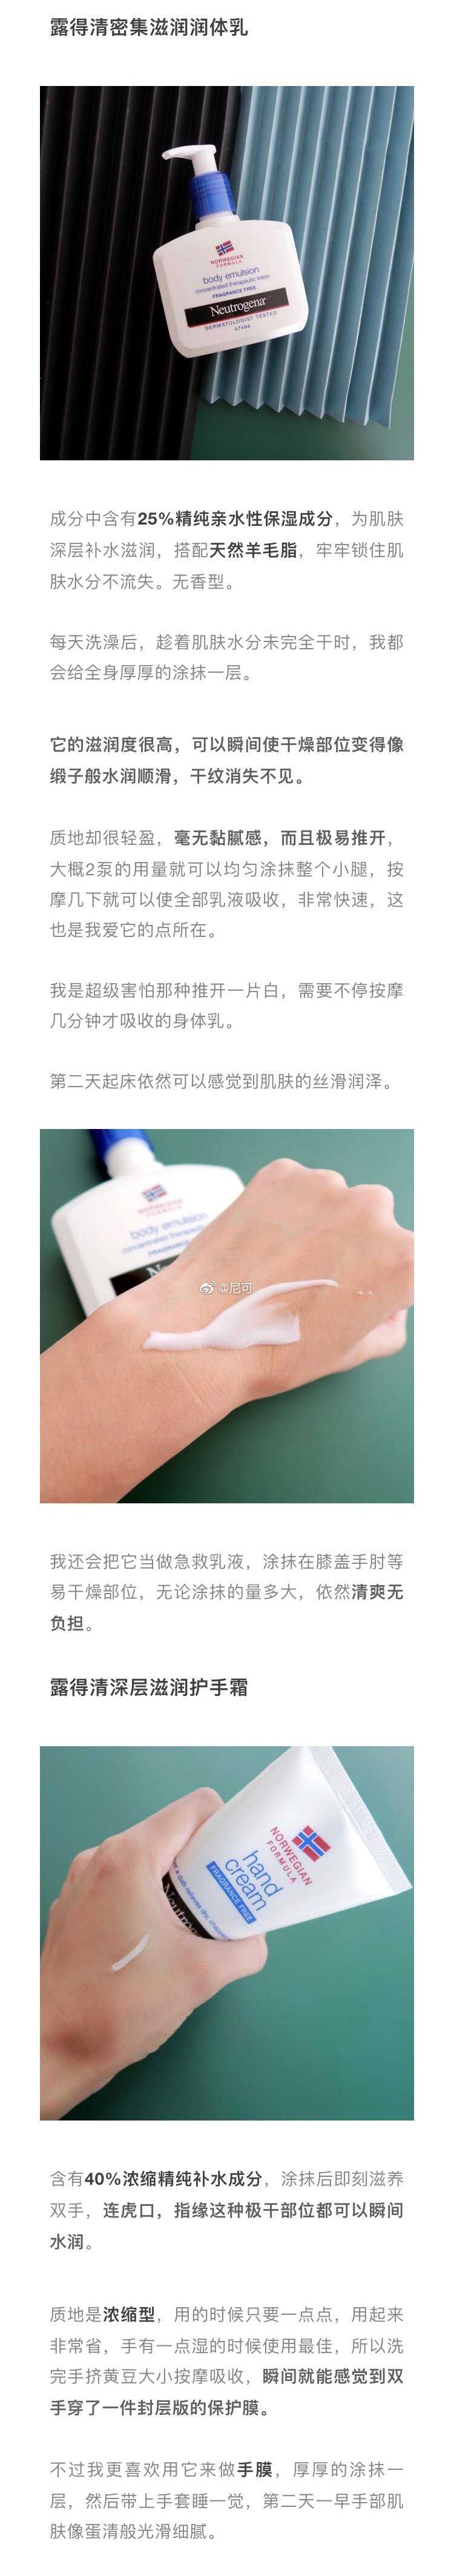 露得清密集滋润润体乳
NORWEGIAN
FORMULA
body emulsion
concentrated therapeutic lotion
FRAGRANCE FREE
Neutrogena
DERMATOLOGIST TESTED
成分中含有25%精纯亲水性保湿成分，为肌肤
深层补水滋润，搭配天然羊毛脂，牢牢锁住肌
肤水分不流失。无香型。
每天洗澡后，趁着肌肤水分未完全干时，我都
会给全身厚厚的涂抹一层。
它的滋润度很高，可以瞬间使干燥部位变得像
缎子般水润顺滑，干纹消失不见。
质地却很轻盈，毫无黏腻感，而且极易推开，
大概2泵的用量就可以均匀涂抹整个小腿，按
摩几下就可以使全部乳液吸收，非常快速，这
也是我爱它的点所在。
我是超级害怕那种推开一片白，需要不停按摩
几分钟才吸收的身体乳。
第二天起床依然可以感觉到肌肤的丝滑润泽。
NORWEGIAN
FORMULA
body emulsion
concentrated therapeutic
FRAGRANCE
@尼可
我还会把它当做急救乳液，涂抹在膝盖手肘等
易干燥部位，无论涂抹的量多大，依然清爽无
负担。
露得清深层滋润护手霜
NORWEGIAN
FORMULA
hand
cream
FRAGRANCE FREE
a dab relieves dry,
含有40%浓缩精纯补水成分，涂抹后即刻滋养
双手，连虎口，指缘这种极干部位都可以瞬间
水润。
质地是浓缩型，用的时候只要一点点，用起来
非常省，手有一点湿的时候使用最佳，所以洗
完手挤黄豆大小按摩吸收，瞬间就能感觉到双
手穿了一件封层版的保护膜。
不过我更喜欢用它来做手膜，厚厚的涂抹一
层，然后带上手套睡一觉，第二天一早手部肌
肤像蛋清般光滑细腻。